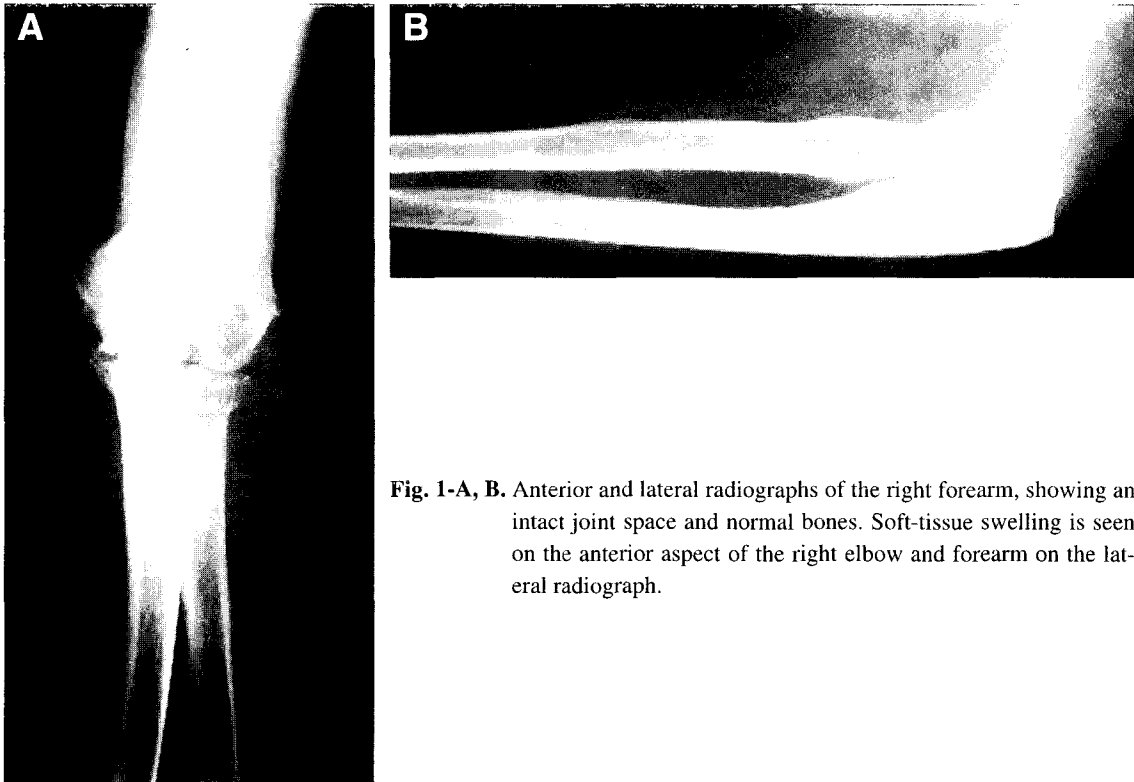 A
B
Fig. 1-A, B. Anterior and lateral radiographs of the right forearm, showing an
intact joint space and normal bones. Soft-tissue swelling is seen
on the anterior aspect of the right elbow and forearm on the lat-
eral radiograph.